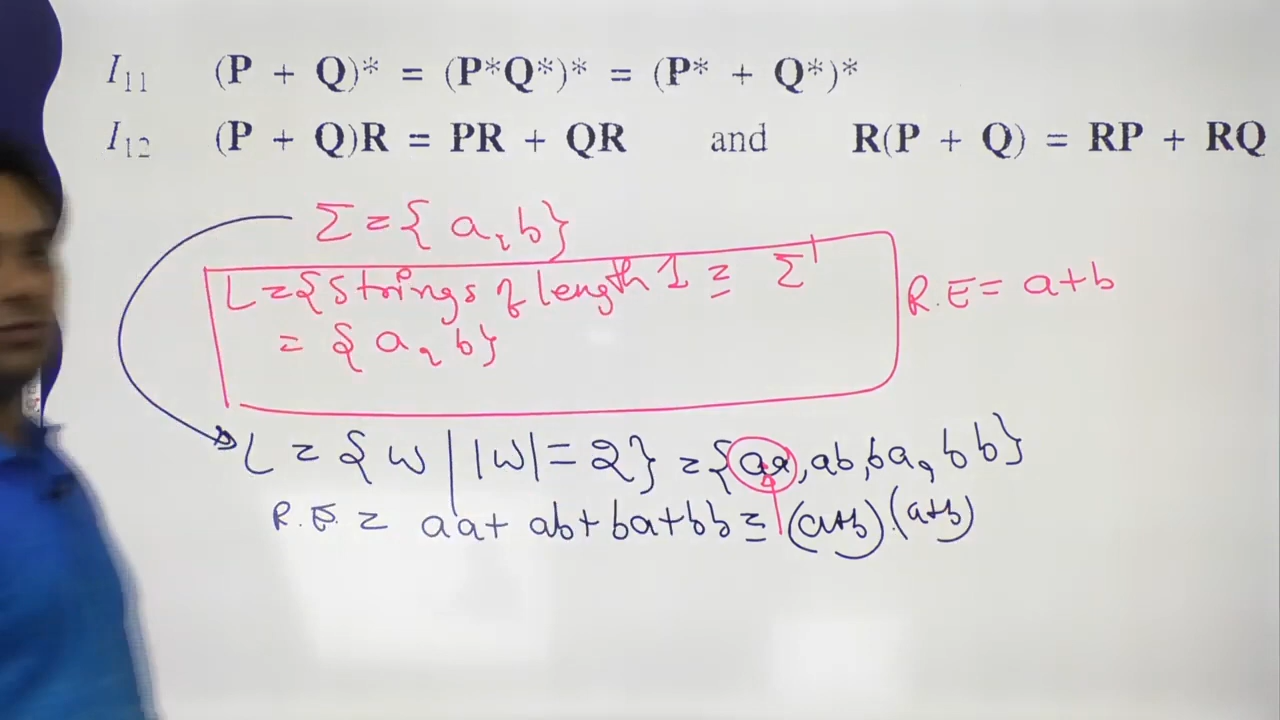 I₁₁ (P + Q)* = (P*Q*)* = (P* + Q*)*
I₁₂ (P + Q)R = PR + QR and R(P + Q) = RP + RQ
Σ = { a, b}
L = {Strings of length 1 = Σ¹
= { a, b}
R.E = a+b
L = { w | |w| = 2} = {aa, ab, ba, bb}
R.E. = aa + ab + ba + bb = (a+b).(a+b)